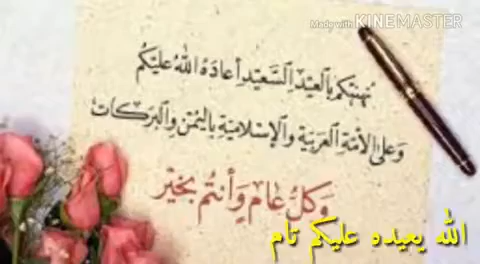 Made with KINEMASTER
نهنئكم بالعيد السعيد أعاده الله عليكم
وعلى الأمة العربية والإسلامية باليمن والبركات
وكل عام وأنتم بخير
الله يعيده عليكم تام